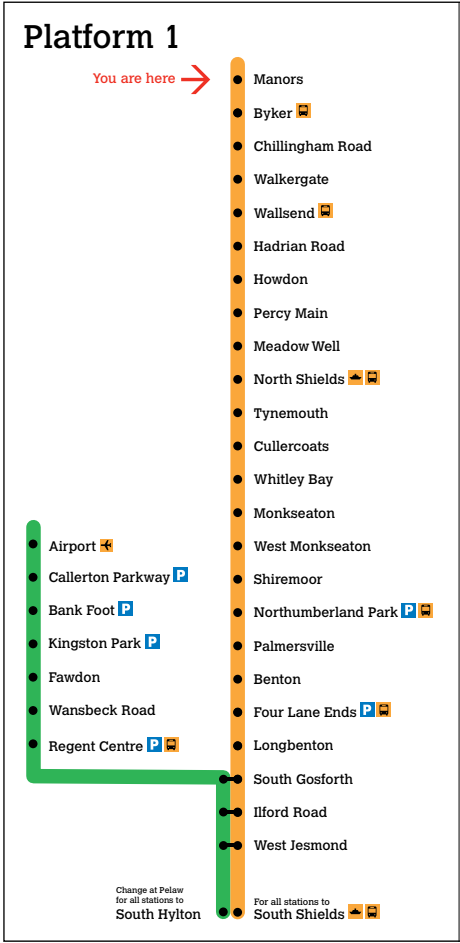 Platform 1
You are here
Manors
Byker
Chillingham Road
Walkergate
Wallsend
Hadrian Road
Howdon
Percy Main
Meadow Well
North Shields
Tynemouth
Cullercoats
Whitley Bay
Monkseaton
West Monkseaton
Shiremoor
Northumberland Park P
Palmersville
Benton
Four Lane Ends P
Longbenton
South Gosforth
Ilford Road
West Jesmond
For all stations to
South Shields
Airport
Callerton Parkway P
Bank Foot P
Kingston Park P
Fawdon
Wansbeck Road
Regent Centre P
Change at Pelaw
for all stations to
South Hylton